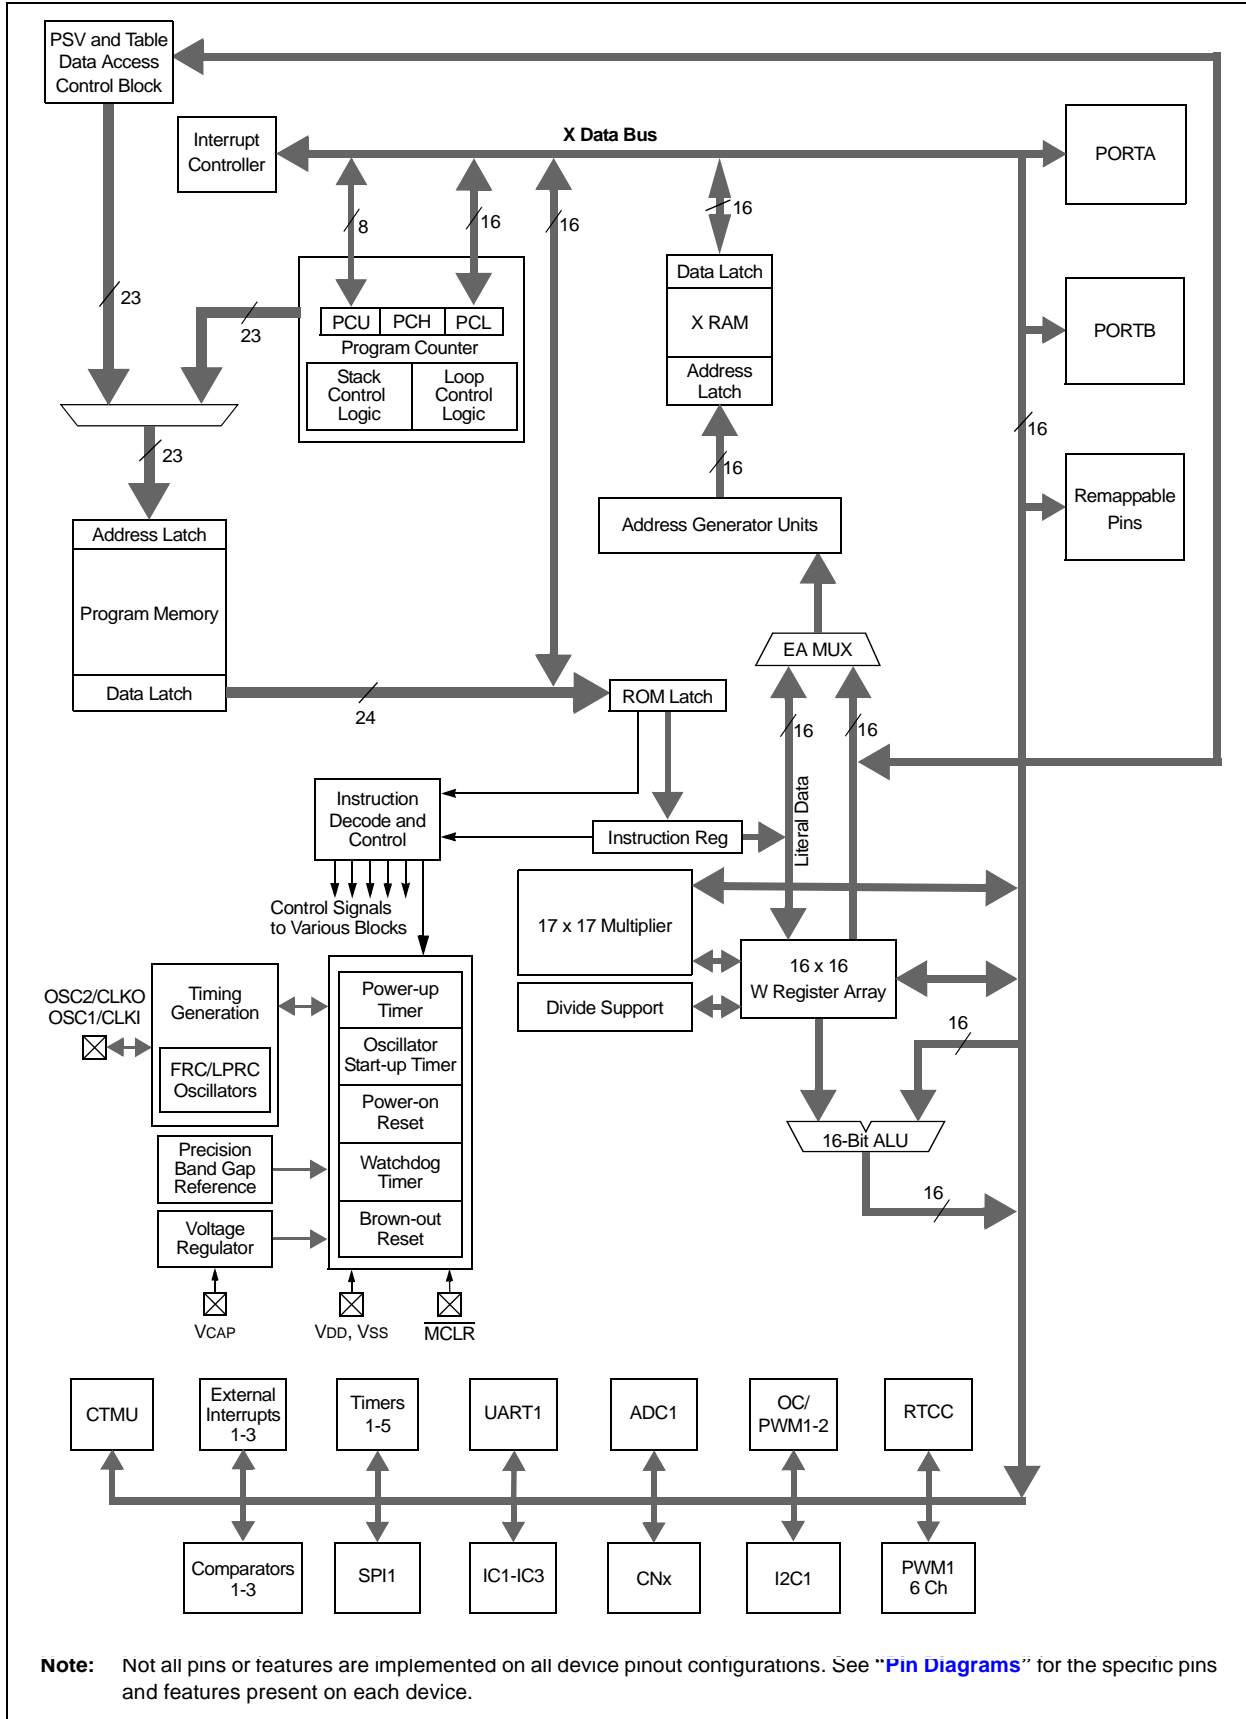 PSV and Table
Data Access
Control Block
Interrupt
Controller
X Data Bus
PORTA
8
16
16
16
Data Latch
X RAM
Address
Latch
23
23
PCU PCH PCL
Program Counter
Stack
Control
Logic
Loop
Control
Logic
PORTB
16
23
16
Address Generator Units
Remappable
Pins
Address Latch
Program Memory
Data Latch
EA MUX
24
ROM Latch
16
16
Instruction
Decode and
Control
Instruction Reg
Literal Data
Control Signals
to Various Blocks
17 x 17 Multiplier
16 x 16
W Register Array
Divide Support
OSC2/CLKO
OSC1/CLKI
Timing
Generation
FRC/LPRC
Oscillators
Power-up
Timer
Oscillator
Start-up Timer
Power-on
Reset
Watchdog
Timer
Brown-out
Reset
16
16-Bit ALU
16
Precision
Band Gap
Reference
Voltage
Regulator
VCAP
VDD, VSS
MCLR
CTMU
External
Interrupts
1-3
Timers
1-5
UART1
ADC1
OC/
PWM1-2
RTCC
Comparators
1-3
SPI1
IC1-IC3
CNx
I2C1
PWM1
6 Ch
Note: Not all pins or features are implemented on all device pinout configurations. See "Pin Diagrams" for the specific pins
and features present on each device.